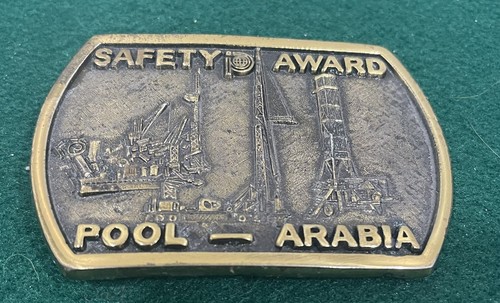 SAFETY P AWARD
POOL — ARABIA